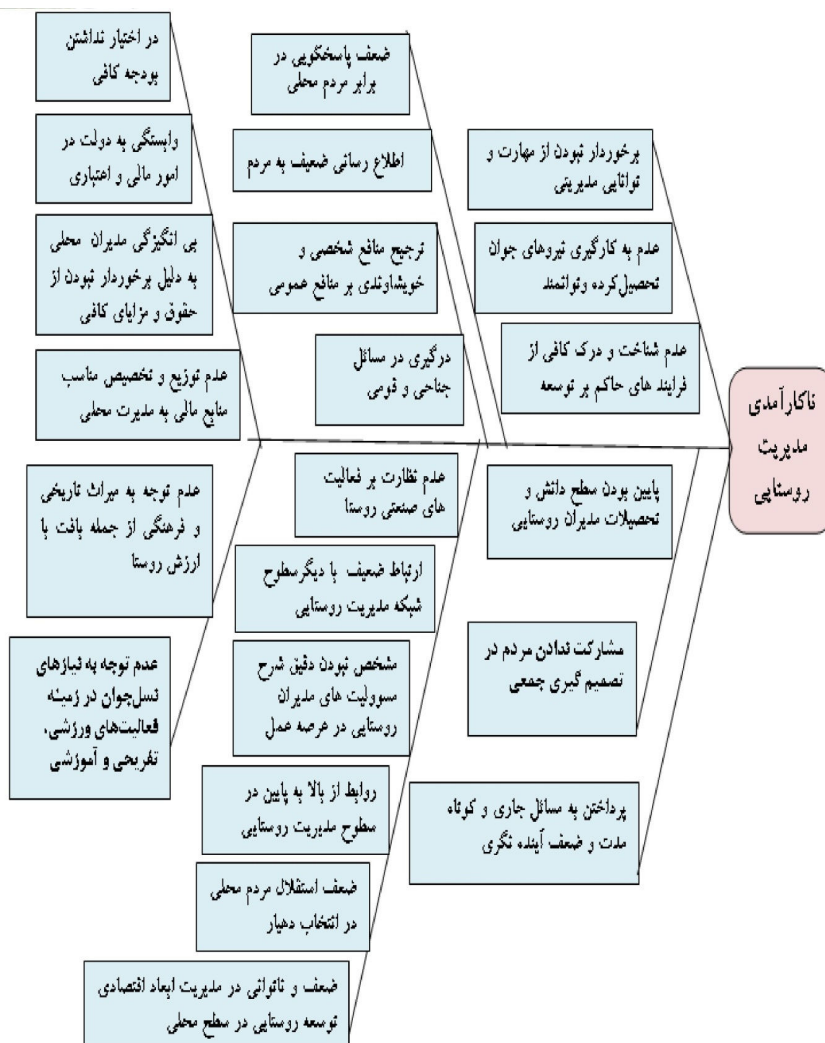 ناکارآمدی
مدیریت
روستایی
برخوردار نبودن از مهارت و
توانایی مدیریتی
عدم به کارگیری نیروهای جوان
تحصیل‌کرده وتوانمند
عدم شناخت و درک کافی از
فرایند های حاکم بر توسعه
ضعف پاسخگویی در
برابر مردم محلی
اطلاع رسانی ضعیف به مردم
ترجیح منافع شخصی و
خویشاوندی بر منافع عمومی
درگیری در مسائل
جناحی و قومی
در اختیار نداشتن
بودجه کافی
وابستگی به دولت در
امور مالی و اعتباری
بی انگیزگی مدیران محلی
به دلیل برخوردار نبودن از
حقوق و مزایای کافی
عدم توزیع و تخصیص مناسب
منابع مالی به مدیرت محلی
پایین بودن سطح دانش و
تحصیلات مدیران روستایی
مشارکت ندادن مردم در
تصمیم گیری جمعی
پرداختن به مسائل جاری و کوتاه
مدت و ضعف آینده نگری
عدم نظارت بر فعالیت
های صنعتی روستا
ارتباط ضعیف با دیگرسطوح
شبکه مدیریت روستایی
مشخص نبودن دقیق شرح
مسوولیت های مدیران
روستایی در عرصه عمل
روابط از بالا به پایین در
سطوح مدیریت روستایی
ضعف استقلال مردم محلی
در انتخاب دهیار
ضعف و ناتوانی در مدیریت ابعاد اقتصادی
توسعه روستایی در سطح محلی
عدم توجه به میراث تاریخی
و فرهنگی از جمله بافت با
ارزش روستا
عدم توجه به نیازهای
نسل‌جوان در زمینه
فعالیت‌های ورزشی،
تفریحی و آموزشی